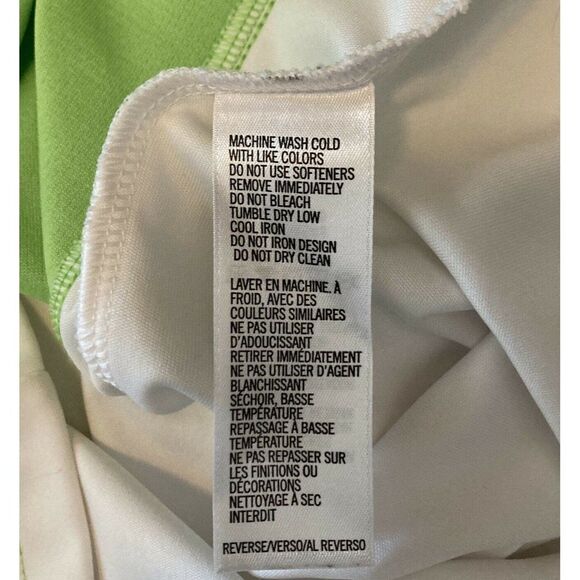 MACHINE WASH COLD
WITH LIKE COLORS
DO NOT USE SOFTENERS
REMOVE IMMEDIATELY
DO NOT BLEACH
TUMBLE DRY LOW
COOL IRON
DO NOT IRON DESIGN
DO NOT DRY CLEAN
LAVER EN MACHINE. À
FROID, AVEC DES
COULEURS SIMILAIRES
NE PAS UTILISER
D'ADOUCISSANT
RETIRER IMMÉDIATEMENT
NE PAS UTILISER D'AGENT
BLANCHISSANT
SÉCHOIR, BASSE
TEMPÉRATURE
REPASSAGE À BASSE
TEMPÉRATURE
NE PAS REPASSER SUR
LES FINITIONS OU
DÉCORATIONS
NETTOYAGE À SEC
INTERDIT
REVERSE/VERSO/AL REVERSO